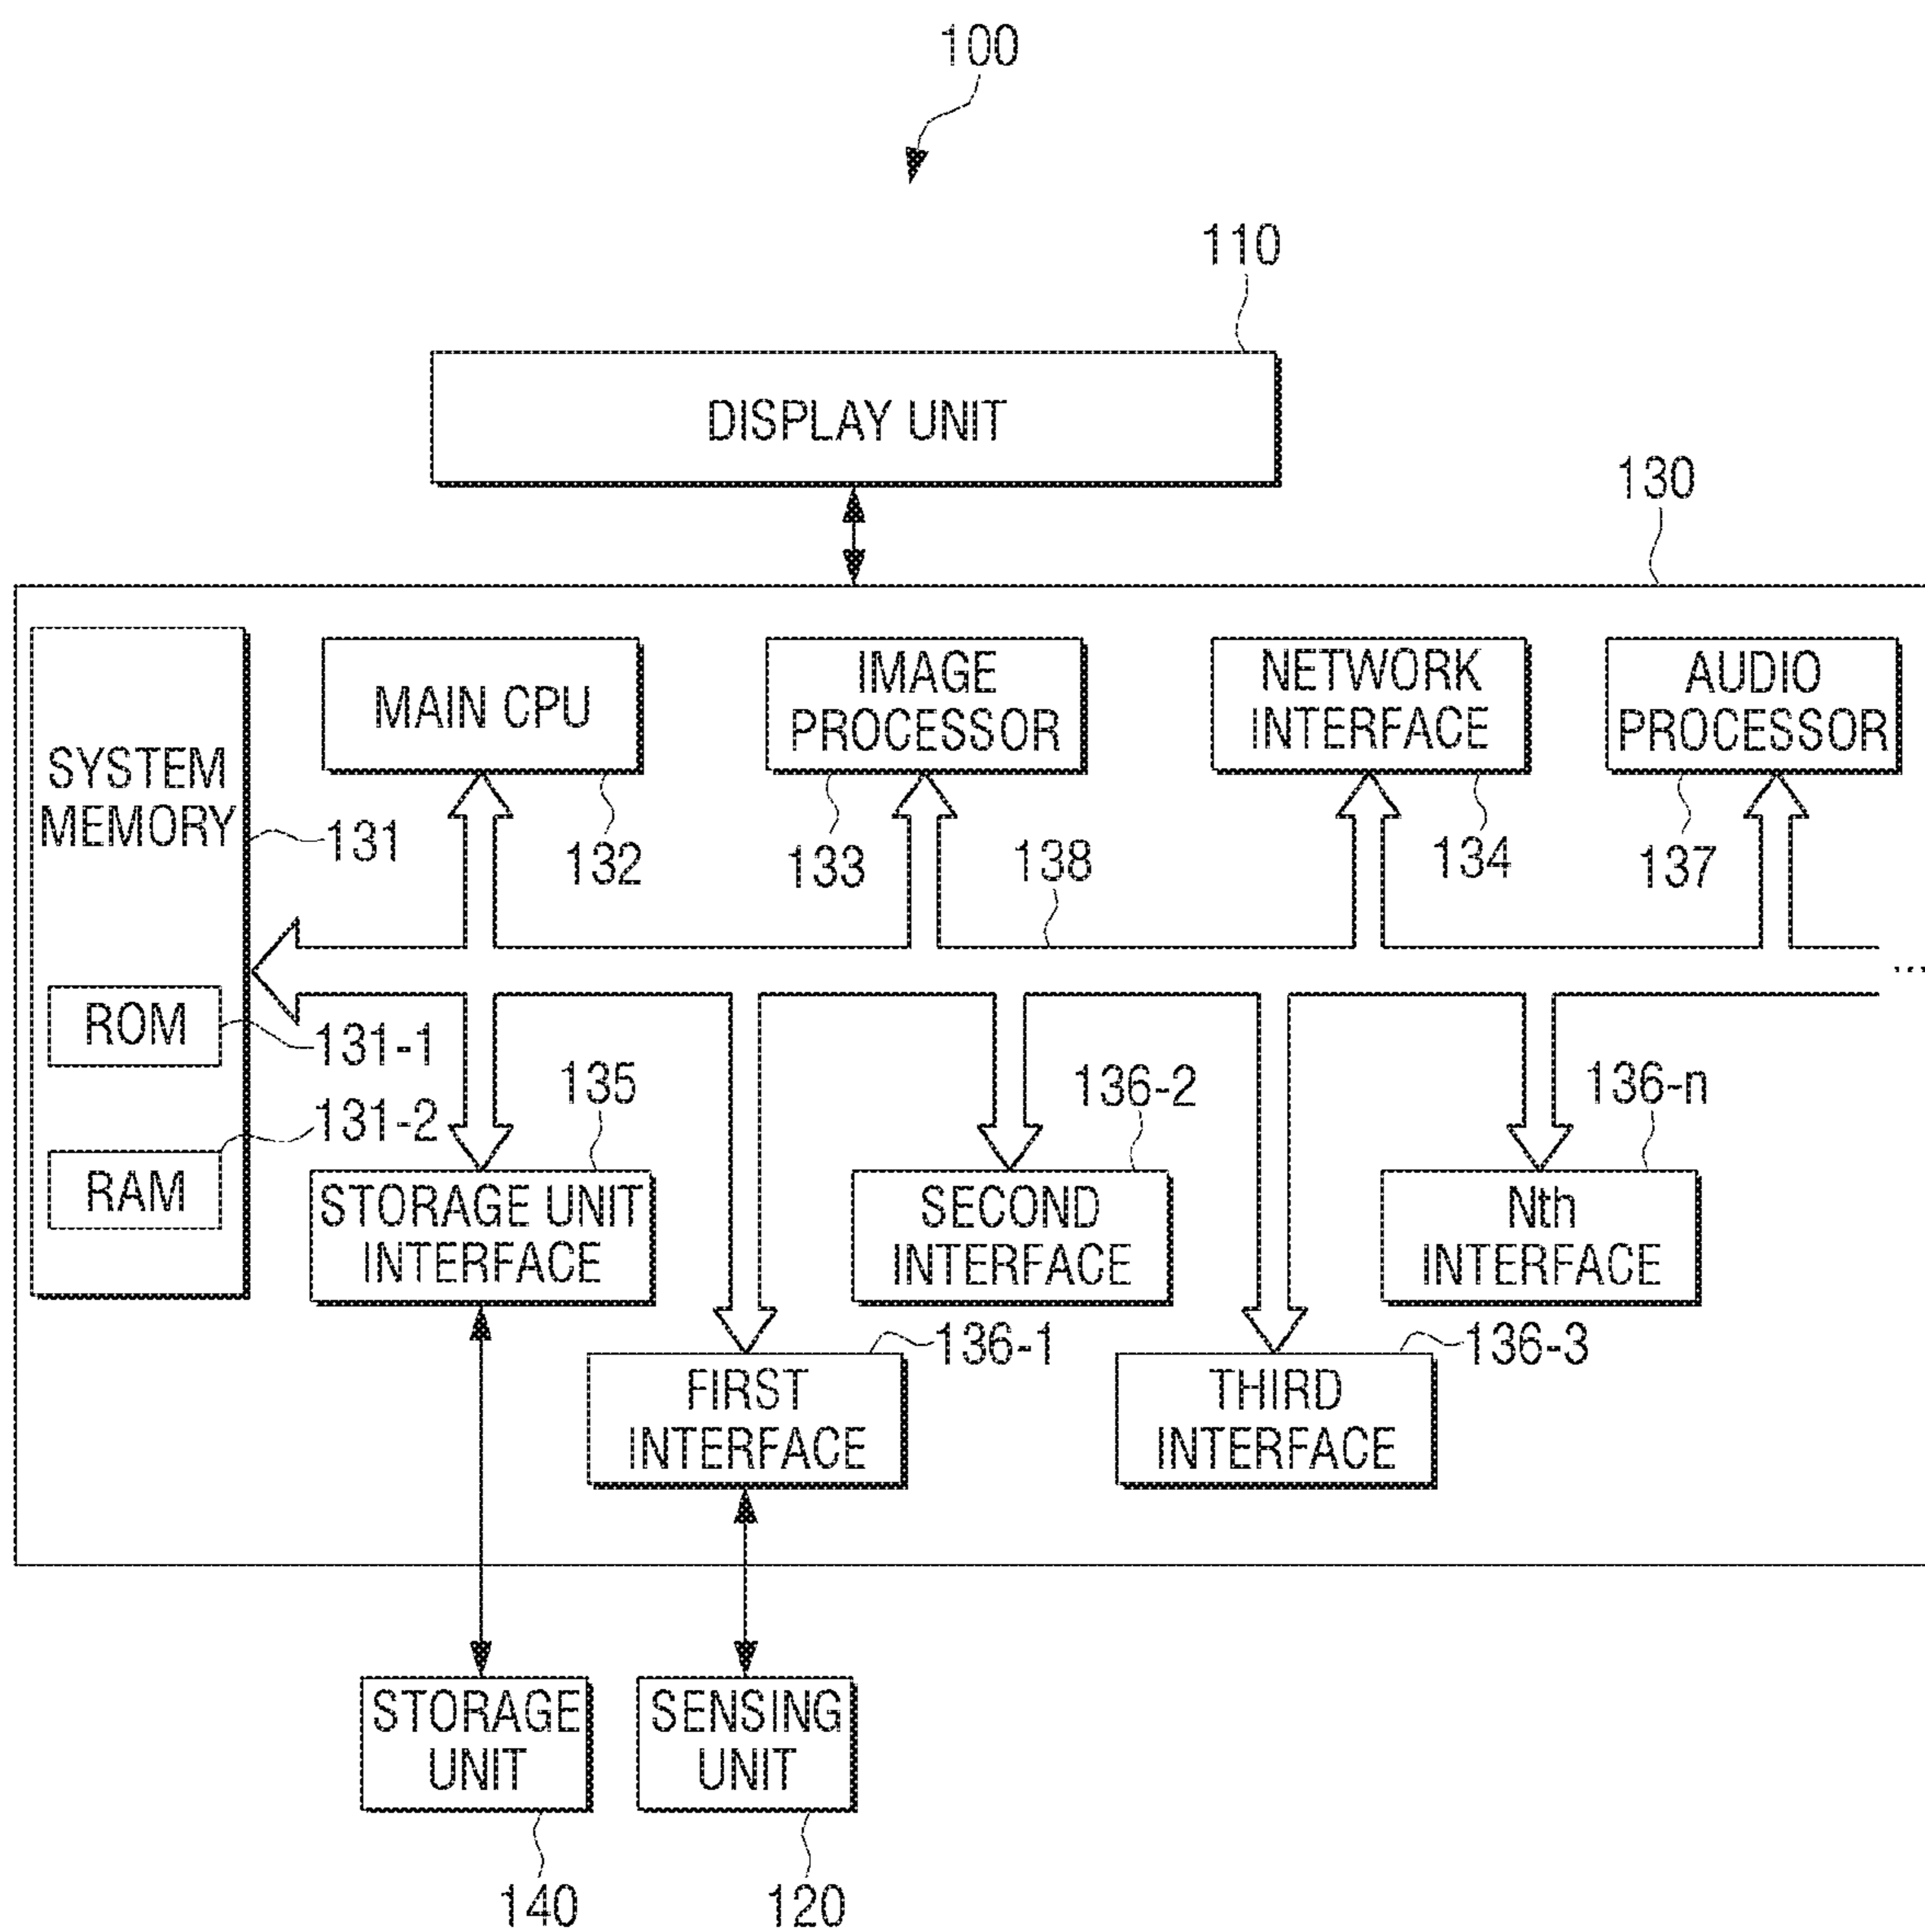 100
110
DISPLAY UNIT
130
SYSTEM
MEMORY
131
MAIN CPU
132
IMAGE
PROCESSOR
133
NETWORK
INTERFACE
134
AUDIO
PROCESSOR
137
138
...
ROM
131-1
RAM
131-2
135
STORAGE UNIT
INTERFACE
136-2
SECOND
INTERFACE
136-n
Nth
INTERFACE
136-1
FIRST
INTERFACE
136-3
THIRD
INTERFACE
STORAGE
UNIT
140
SENSING
UNIT
120